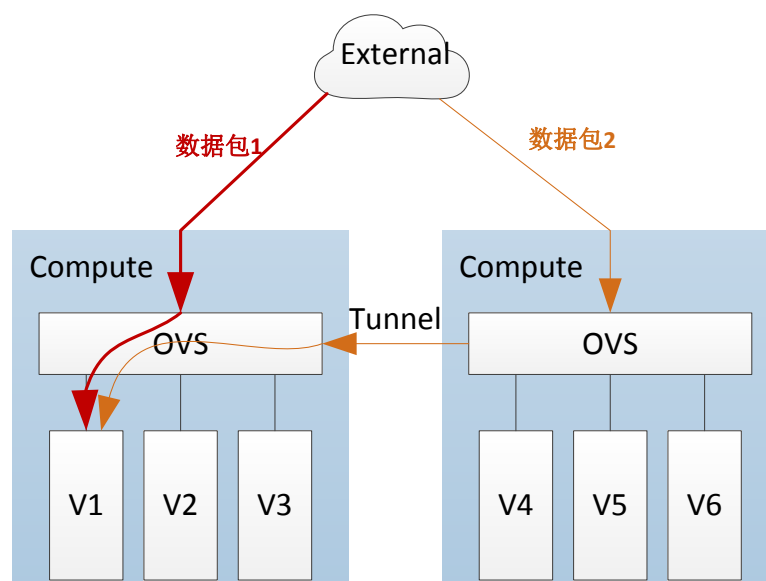 External
数据包1
数据包2
Compute
Compute
Tunnel
OVS
OVS
V1
V2
V3
V4
V5
V6